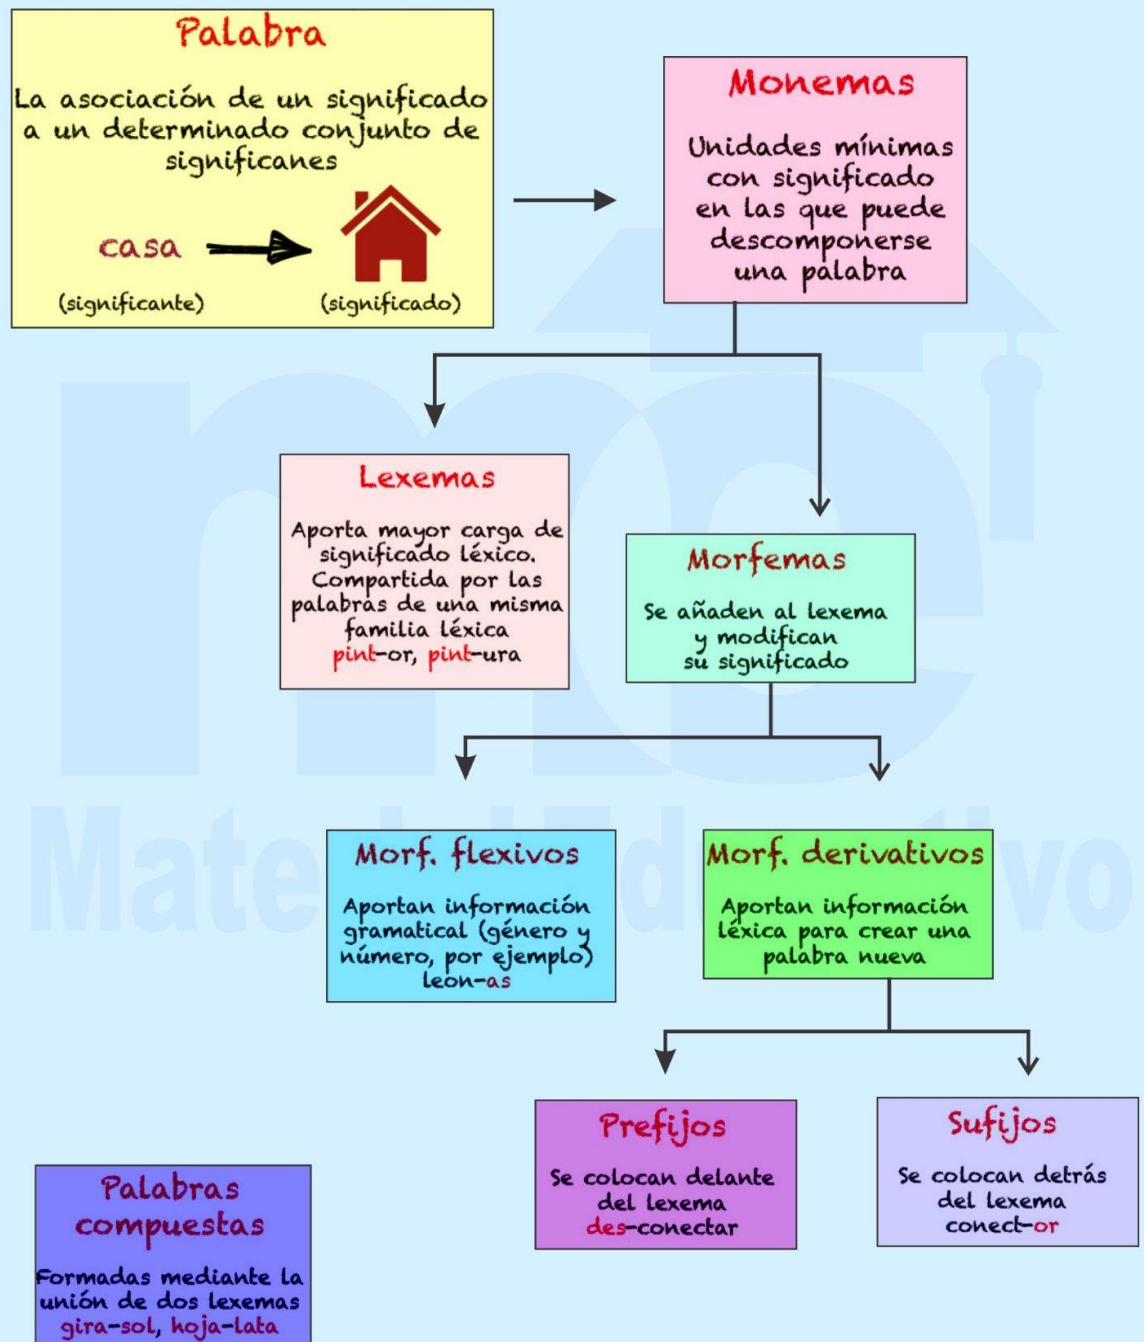 Palabra
La asociación de un significado
a un determinado conjunto de
significanes
casa
(significante)
(significado)
Monemas
Unidades mínimas
con significado
en las que puede
descomponerse
una palabra
Lexemas
Aporta mayor carga de
significado léxico.
Compartida por las
palabras de una misma
familia léxica
pint-or, pint-ura
Morfemas
Se añaden al lexema
y modifican
su significado
Morf. flexivos
Aportan información
gramatical (género y
número, por ejemplo)
leon-as
Morf. derivativos
Aportan información
léxica para crear una
palabra nueva
Prefijos
Se colocan delante
del lexema
des-conectar
Sufijos
Se colocan detrás
del lexema
conect-or
Palabras
compuestas
Formadas mediante la
unión de dos lexemas
gira-sol, hoja-lata